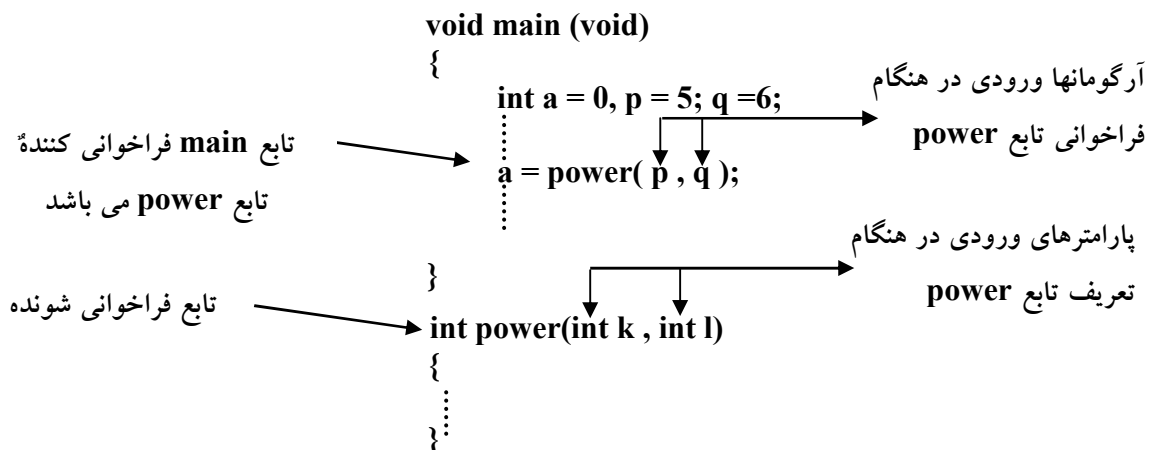 void main (void)
{
int a = 0, p = 5; q =6;
a = power( p , q );
}
int power(int k , int l)
{
}
آرگومانها ورودی در هنگام
فراخوانی تابع power
تابع main فراخوانی کنندهٌ
تابع power می باشد
پارامترهای ورودی در هنگام
تعریف تابع power
تابع فراخوانی شونده